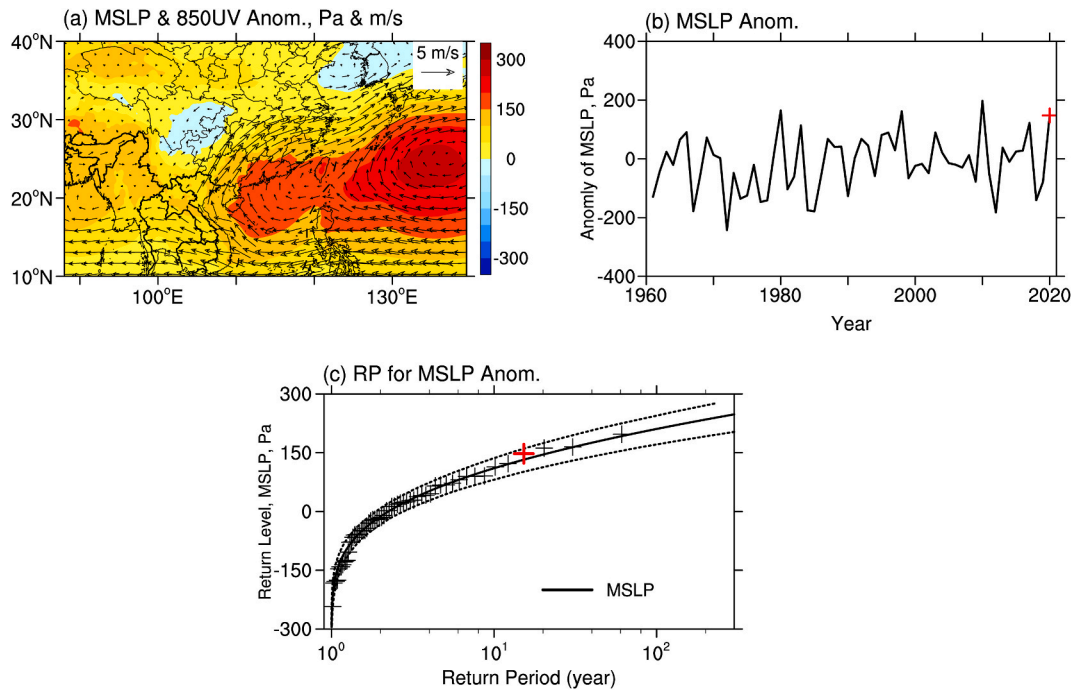 (a) MSLP & 850UV Anom., Pa & m/s
40°N
30°N
20°N
10°N
100°E
130°E
5 m/s
300
150
0
-150
-300
(b) MSLP Anom.
Anomly of MSLP, Pa
400
200
0
-200
-400
1960
1980
2000
2020
Year
(c) RP for MSLP Anom.
Return Level, MSLP, Pa
300
150
0
-150
-300
MSLP
10⁰
10¹
10²
Return Period (year)